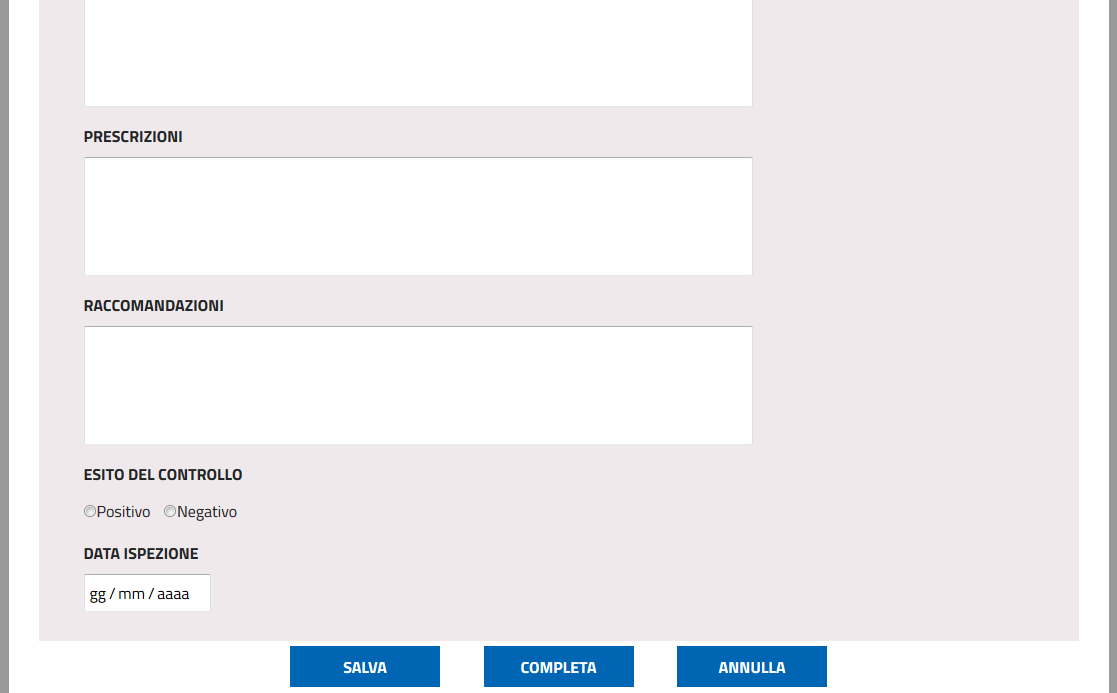 PRESCRIZIONI
RACCOMANDAZIONI
ESITO DEL CONTROLLO
Positivo Negativo
DATA ISPEZIONE
gg / mm / aaaa
SALVA COMPLETA ANNULLA